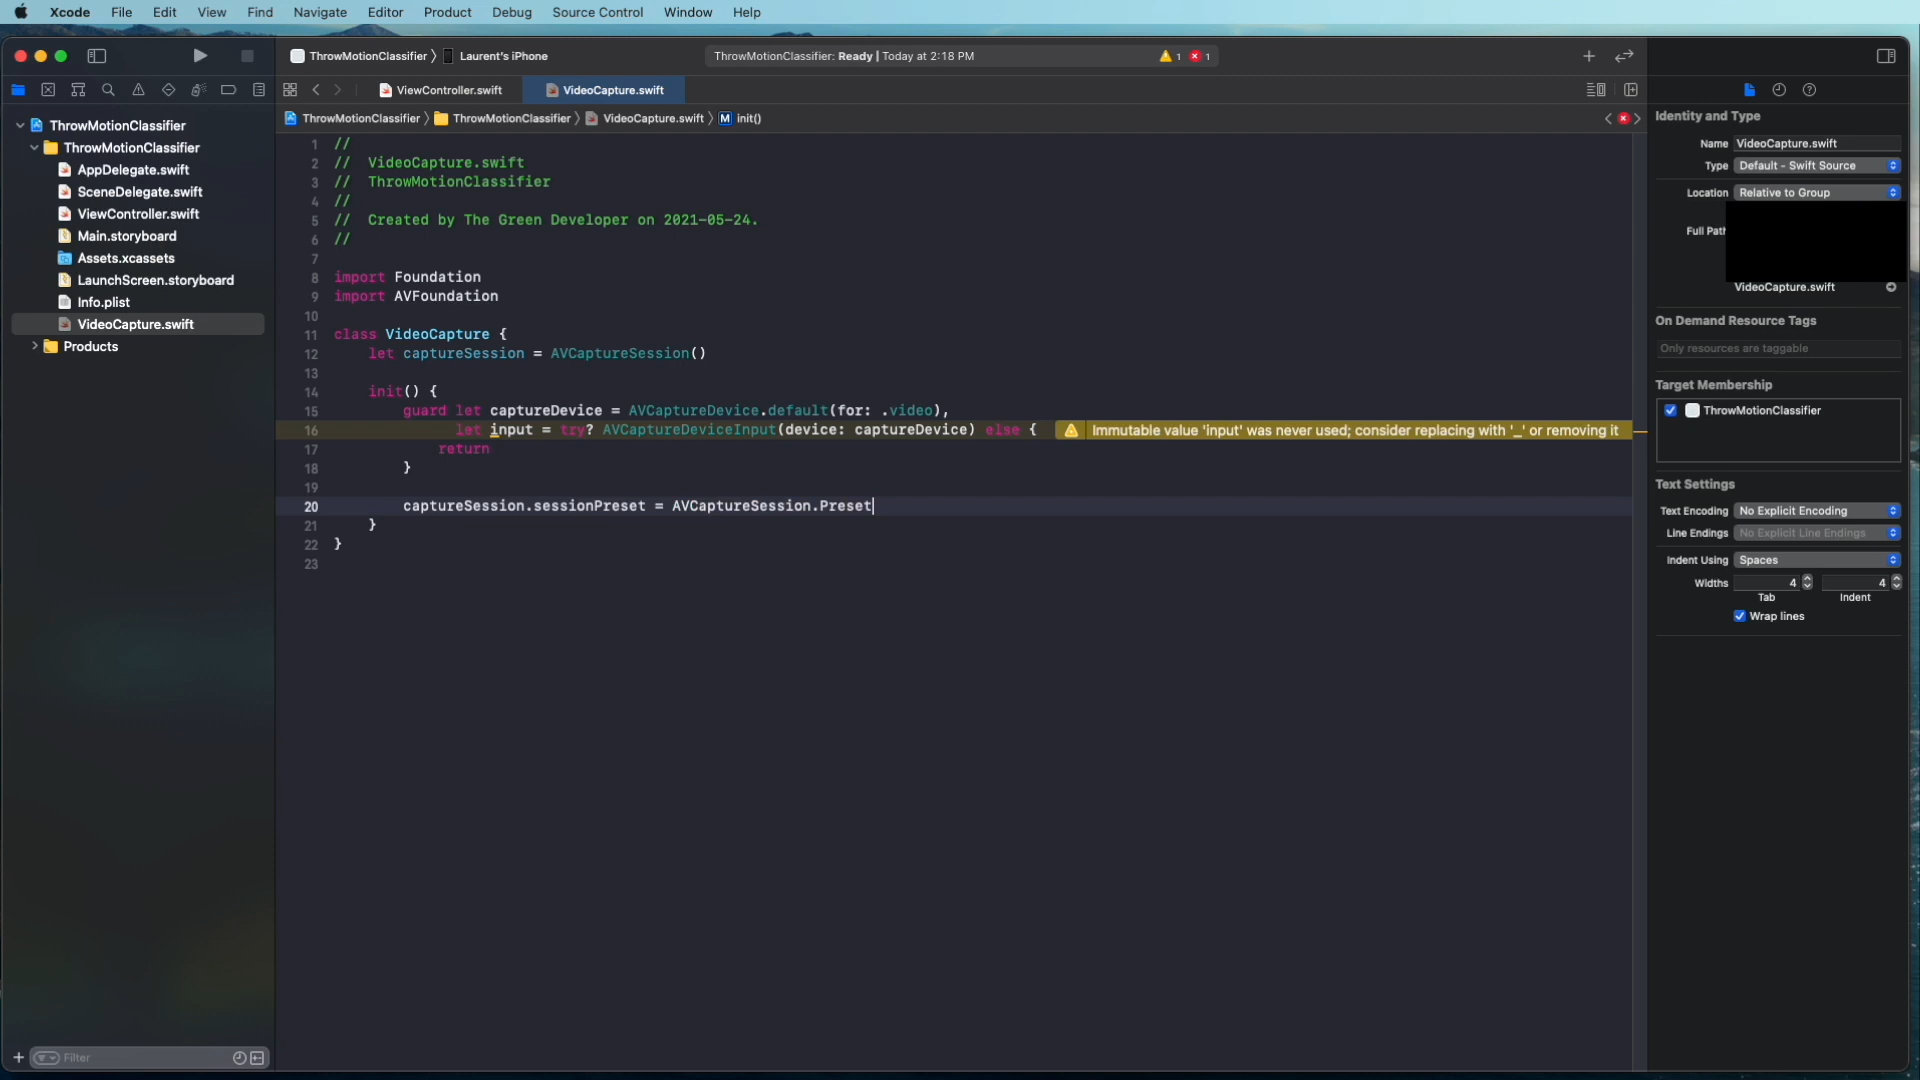 Xcode File Edit View Find Navigate Editor Product Debug Source Control Window Help
ThrowMotionClassifier 〉 Laurent's iPhone
ThrowMotionClassifier: Ready | Today at 2:18 PM
1 1
ViewController.swift
VideoCapture.swift
ThrowMotionClassifier 〉 ThrowMotionClassifier 〉 VideoCapture.swift 〉 M init()
ThrowMotionClassifier
ThrowMotionClassifier
AppDelegate.swift
SceneDelegate.swift
ViewController.swift
Main.storyboard
Assets.xcassets
LaunchScreen.storyboard
Info.plist
VideoCapture.swift
Products
Filter
1 //
2 // VideoCapture.swift
3 // ThrowMotionClassifier
4 //
5 // Created by The Green Developer on 2021-05-24.
6 //
7
8 import Foundation
9 import AVFoundation
10
11 class VideoCapture {
12 let captureSession = AVCaptureSession()
13
14 init() {
15 guard let captureDevice = AVCaptureDevice.default(for: .video),
16 let input = try? AVCaptureDeviceInput(device: captureDevice) else { Immutable value 'input' was never used; consider replacing with '_' or removing it
17 return
18 }
19
20 captureSession.sessionPreset = AVCaptureSession.Preset
21 }
22 }
23
Identity and Type
Name VideoCapture.swift
Type Default - Swift Source
Location Relative to Group
Full Path
VideoCapture.swift
On Demand Resource Tags
Only resources are taggable
Target Membership
ThrowMotionClassifier
Text Settings
Text Encoding No Explicit Encoding
Line Endings No Explicit Line Endings
Indent Using Spaces
Widths 4 4
Tab Indent
Wrap lines